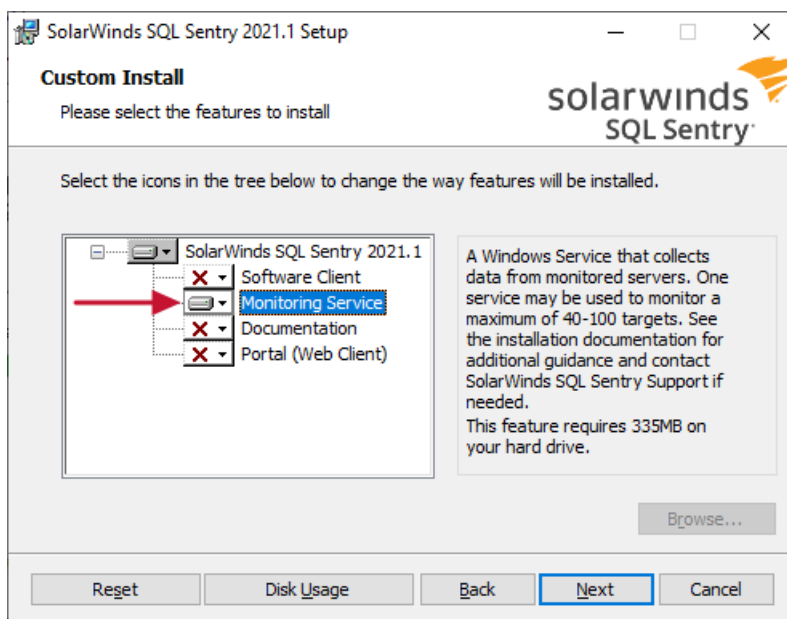 SolarWinds SQL Sentry 2021.1 Setup
Custom Install
Please select the features to install
solarwinds
SQL Sentry
Select the icons in the tree below to change the way features will be installed.
SolarWinds SQL Sentry 2021.1
Software Client
Monitoring Service
Documentation
Portal (Web Client)
A Windows Service that collects
data from monitored servers. One
service may be used to monitor a
maximum of 40-100 targets. See
the installation documentation for
additional guidance and contact
SolarWinds SQL Sentry Support if
needed.
This feature requires 335MB on
your hard drive.
Browse...
Reset
Disk Usage
Back
Next
Cancel